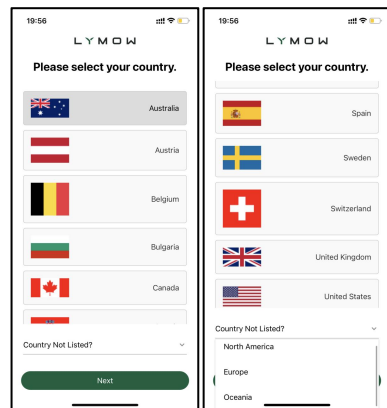 19:56
LYMOW
Please select your country.
Australia
Austria
Belgium
Bulgaria
Canada
Country Not Listed?
Next
19:56
LYMOW
Please select your country.
Spain
Sweden
Switzerland
United Kingdom
United States
Country Not Listed?
North America
Europe
Oceania